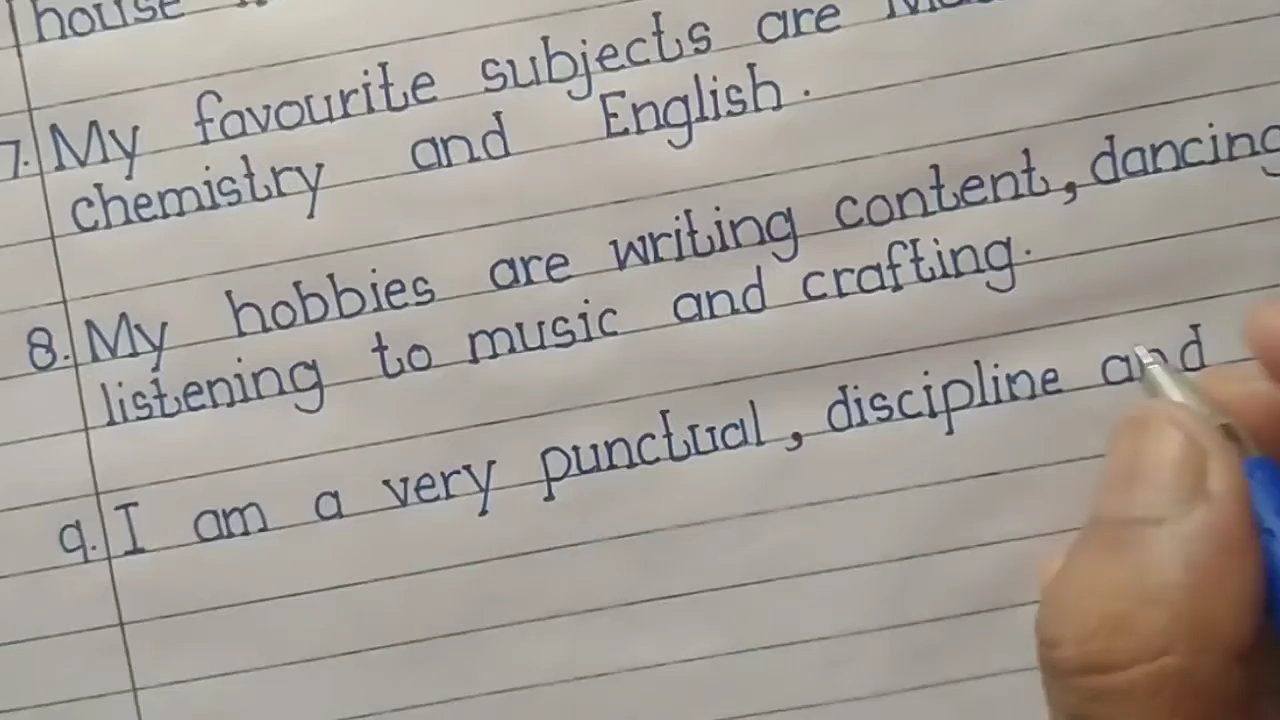 house
7. My favourite subjects are
chemistry and English.
8. My hobbies are writing content, dancing
listening to music and crafting.
9. I am a very punctual, discipline and